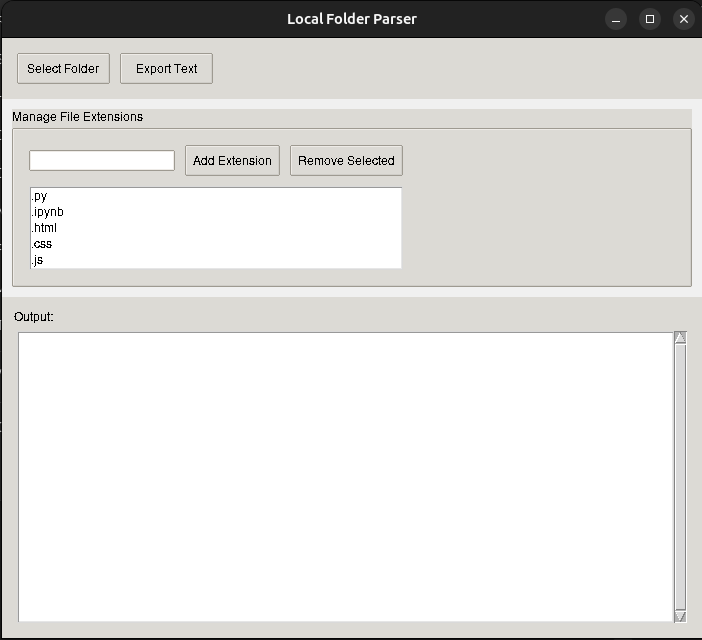 Local Folder Parser
Select Folder Export Text
Manage File Extensions
Add Extension Remove Selected
.py
.ipynb
.html
.css
.js
Output: